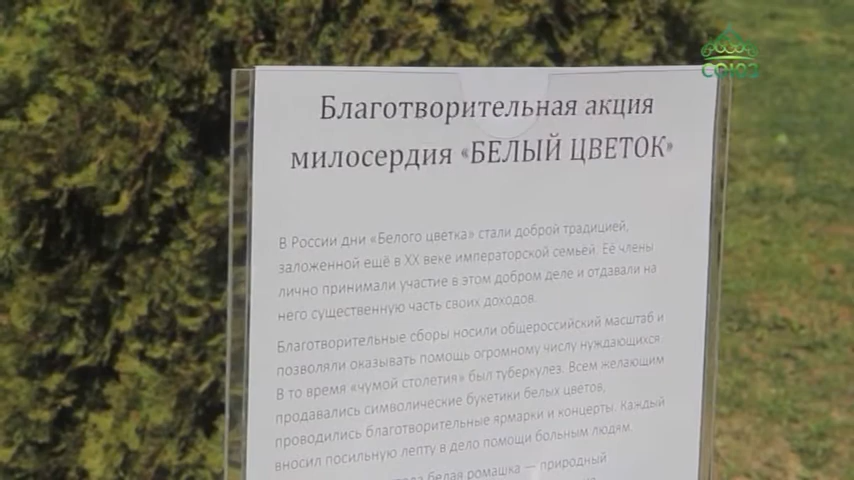 СОЮЗ
Благотворительная акция
милосердия «БЕЛЫЙ ЦВЕТОК»
В России дни «Белого цветка» стали доброй традицией,
заложенной ещё в XX веке императорской семьей. Её члены
лично принимали участие в этом добром деле и отдавали на
него существенную часть своих доходов.
Благотворительные сборы носили общероссийский масштаб и
позволяли оказывать помощь огромному числу нуждающихся.
В то время «чумой столетия» был туберкулез. Всем желающим
продавались символические букетики белых цветов,
проводились благотворительные ярмарки и концерты. Каждый
вносил посильную лепту в дело помощи больным людям.
белая ромашка — природный